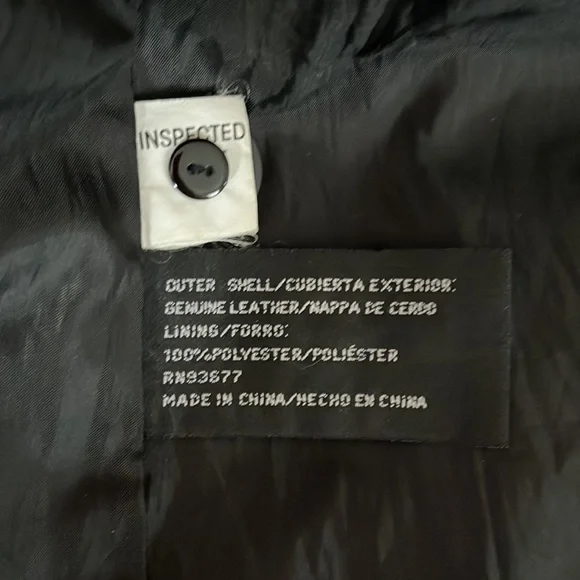 INSPECTED
OUTER SHELL/CUBIERTA EXTERIOR:
GENUINE LEATHER/NAPPA DE CERDO
LINING/FORRO:
100%POLYESTER/POLIÉSTER
RN93677
MADE IN CHINA/HECHO EN CHINA